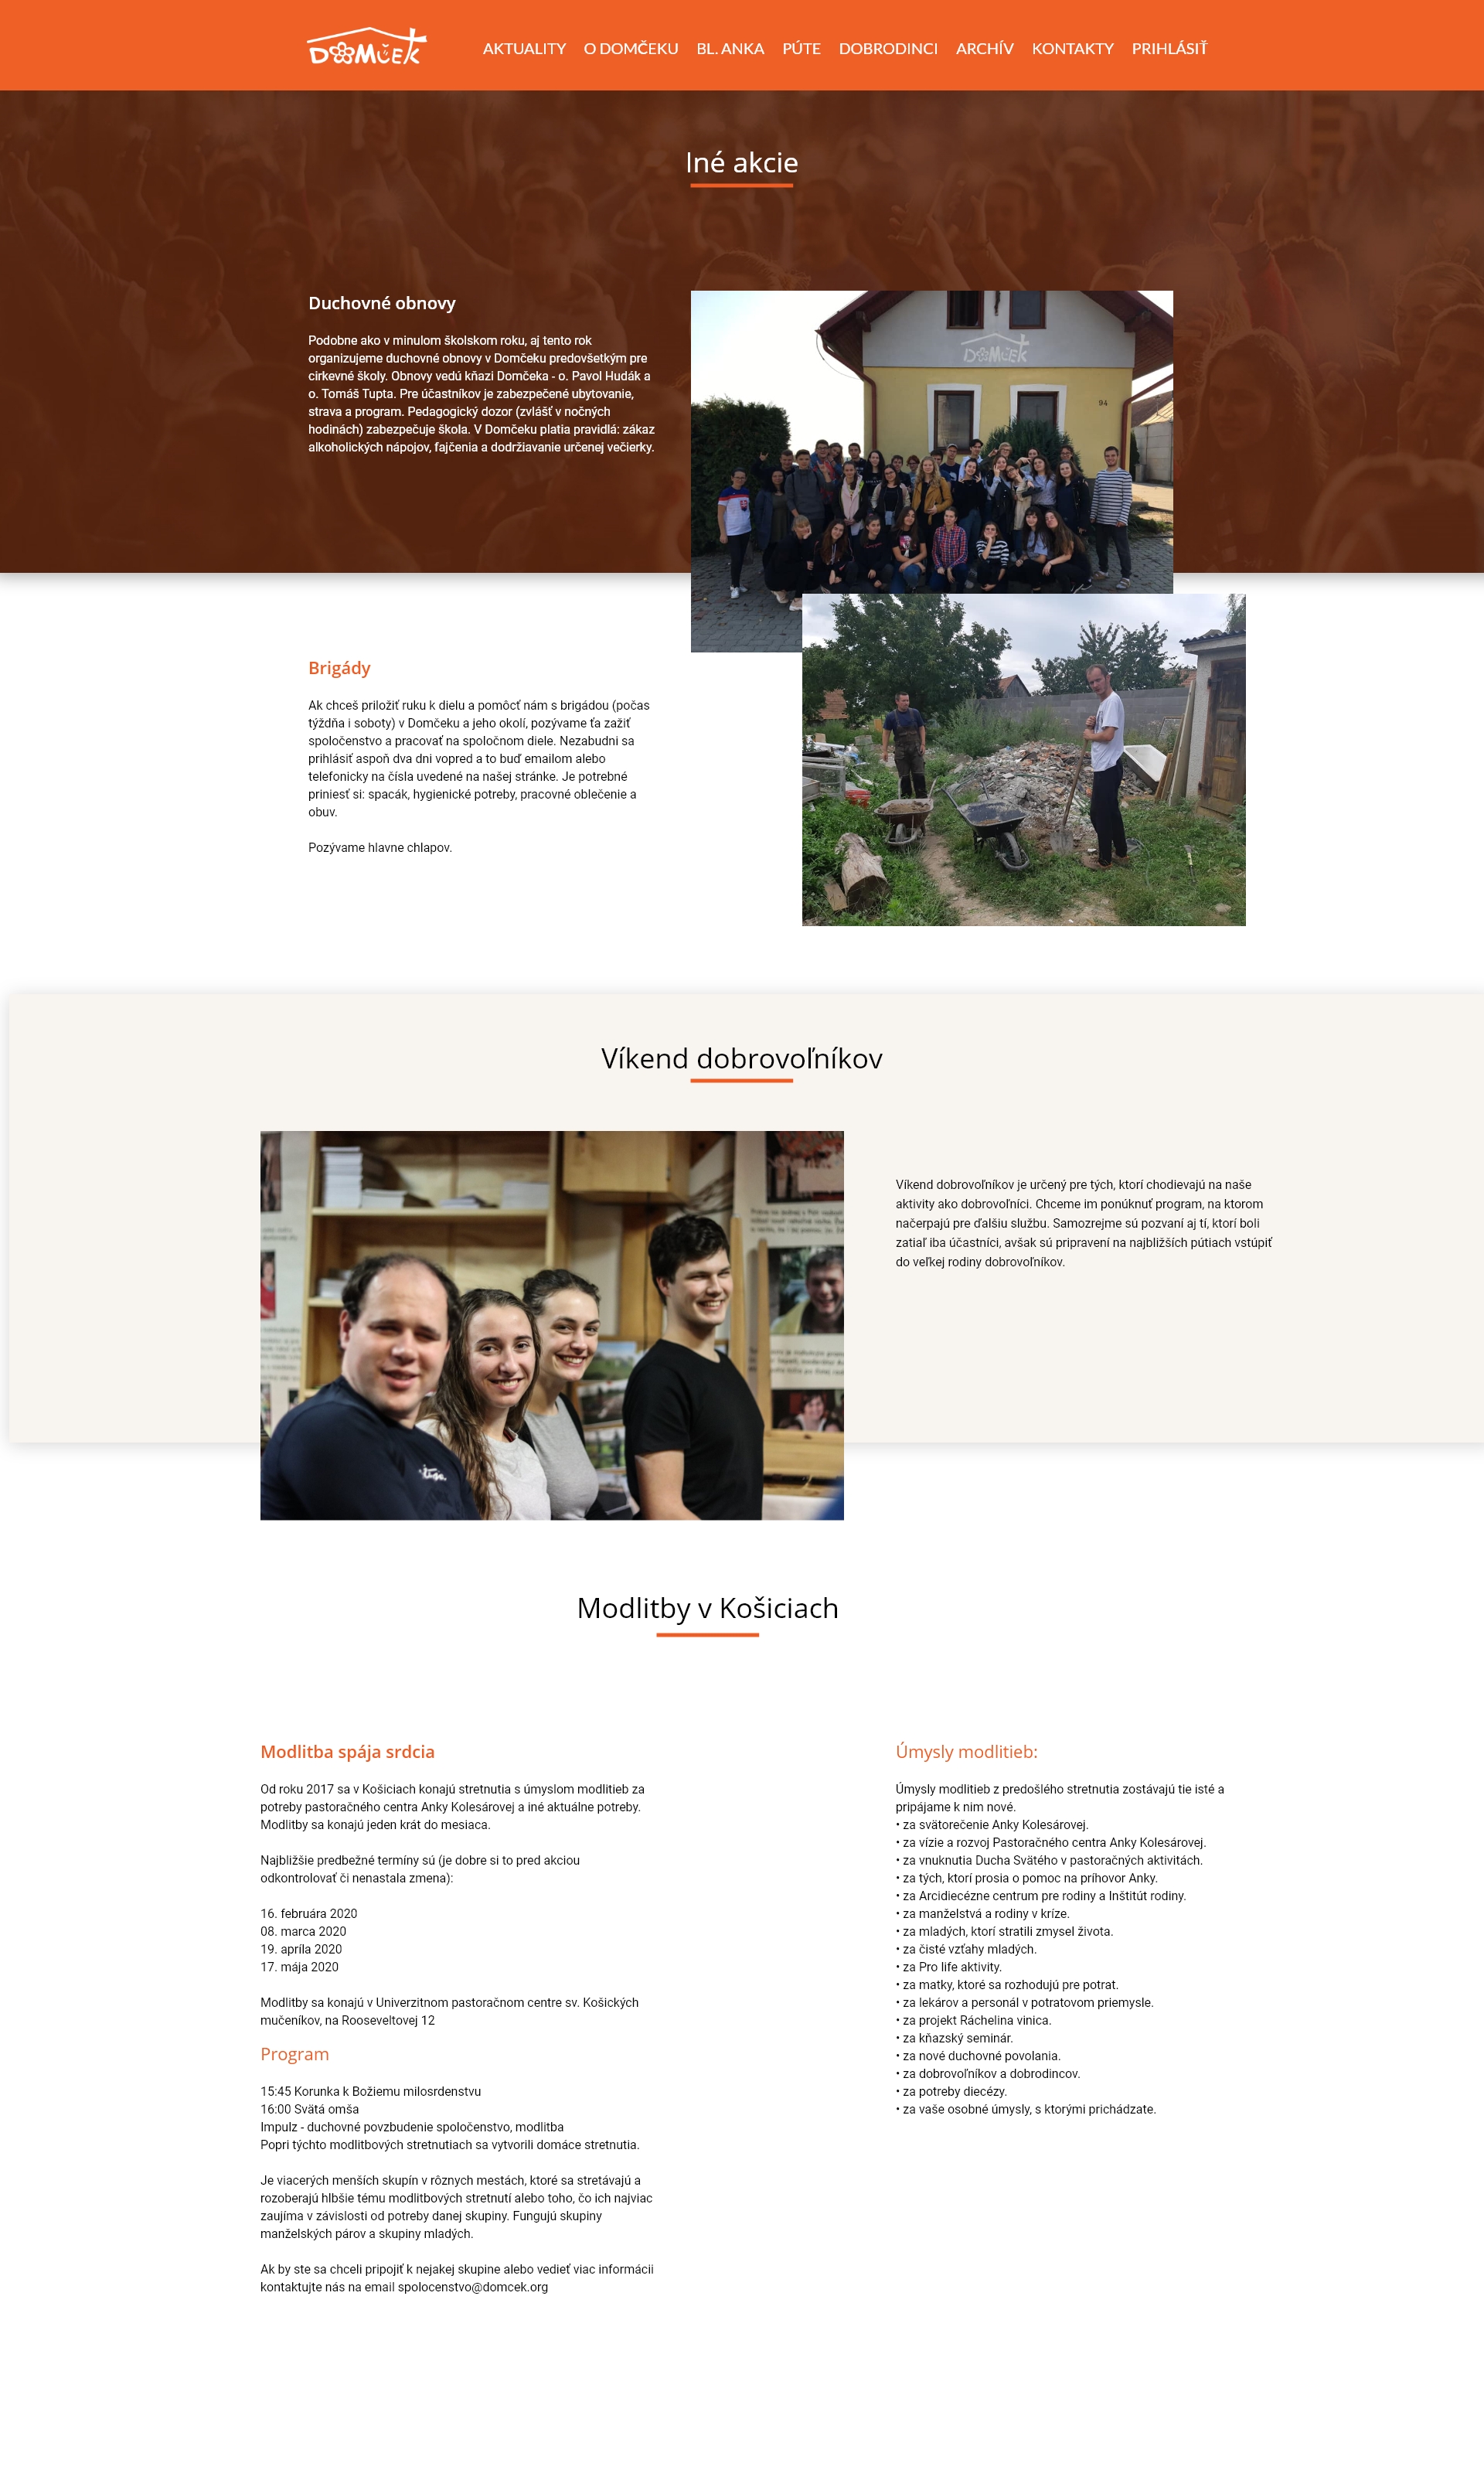 DOMČEK
AKTUALITY O DOMČEKU BL. ANKA PÚTE DOBRODINCI ARCHÍV KONTAKTY PRIHLÁSIŤ
Iné akcie
Duchovné obnovy
Podobne ako v minulom školskom roku, aj tento rok
organizujeme duchovné obnovy v Domčeku predovšetkým pre
cirkevné školy. Obnovy vedú kňazi Domčeka - o. Pavol Hudák a
o. Tomáš Tupta. Pre účastníkov je zabezpečené ubytovanie,
strava a program. Pedagogický dozor (zvlášť v nočných
hodinách) zabezpečuje škola. V Domčeku platia pravidlá: zákaz
alkoholických nápojov, fajčenia a dodržiavanie určenej večierky.
DOMČEK
94
Brigády
Ak chceš priložiť ruku k dielu a pomôcť nám s brigádou (počas
týždňa i soboty) v Domčeku a jeho okolí, pozývame ťa zažiť
spoločenstvo a pracovať na spoločnom diele. Nezabudni sa
prihlásiť aspoň dva dni vopred a to buď emailom alebo
telefonicky na čísla uvedené na našej stránke. Je potrebné
priniesť si: spacák, hygienické potreby, pracovné oblečenie a
obuv.
Pozývame hlavne chlapov.
Víkend dobrovoľníkov
Víkend dobrovoľníkov je určený pre tých, ktorí chodievajú na naše
aktivity ako dobrovoľníci. Chceme im ponúknuť program, na ktorom
načerpajú pre ďalšiu službu. Samozrejme sú pozvaní aj tí, ktorí boli
zatiaľ iba účastníci, avšak sú pripravení na najbližších pútiach vstúpiť
do veľkej rodiny dobrovoľníkov.
Modlitby v Košiciach
Modlitba spája srdcia
Od roku 2017 sa v Košiciach konajú stretnutia s úmyslom modlitieb za
potreby pastoračného centra Anky Kolesárovej a iné aktuálne potreby.
Modlitby sa konajú jeden krát do mesiaca.
Najbližšie predbežné termíny sú (je dobre si to pred akciou
odkontrolovať či nenastala zmena):
16. februára 2020
08. marca 2020
19. apríla 2020
17. mája 2020
Modlitby sa konajú v Univerzitnom pastoračnom centre sv. Košických
mučeníkov, na Rooseveltovej 12
Program
15:45 Korunka k Božiemu milosrdenstvu
16:00 Svätá omša
Impulz - duchovné povzbudenie spoločenstvo, modlitba
Popri týchto modlitbových stretnutiach sa vytvorili domáce stretnutia.
Je viacerých menších skupín v rôznych mestách, ktoré sa stretávajú a
rozoberajú hlbšie tému modlitbových stretnutí alebo toho, čo ich najviac
zaujíma v závislosti od potreby danej skupiny. Fungujú skupiny
manželských párov a skupiny mladých.
Ak by ste sa chceli pripojiť k nejakej skupine alebo vedieť viac informácii
kontaktujte nás na email spolocenstvo@domcek.org
Úmysly modlitieb:
Úmysly modlitieb z predošlého stretnutia zostávajú tie isté a
pripájame k nim nové.
• za svätorečenie Anky Kolesárovej.
• za vízie a rozvoj Pastoračného centra Anky Kolesárovej.
• za vnuknutia Ducha Svätého v pastoračných aktivitách.
• za tých, ktorí prosia o pomoc na príhovor Anky.
• za Arcidiecézne centrum pre rodiny a Inštitút rodiny.
• za manželstvá a rodiny v kríze.
• za mladých, ktorí stratili zmysel života.
• za čisté vzťahy mladých.
• za Pro life aktivity.
• za matky, ktoré sa rozhodujú pre potrat.
• za lekárov a personál v potratovom priemysle.
• za projekt Ráchelina vinica.
• za kňazský seminár.
• za nové duchovné povolania.
• za dobrovoľníkov a dobrodincov.
• za potreby diecézy.
• za vaše osobné úmysly, s ktorými prichádzate.